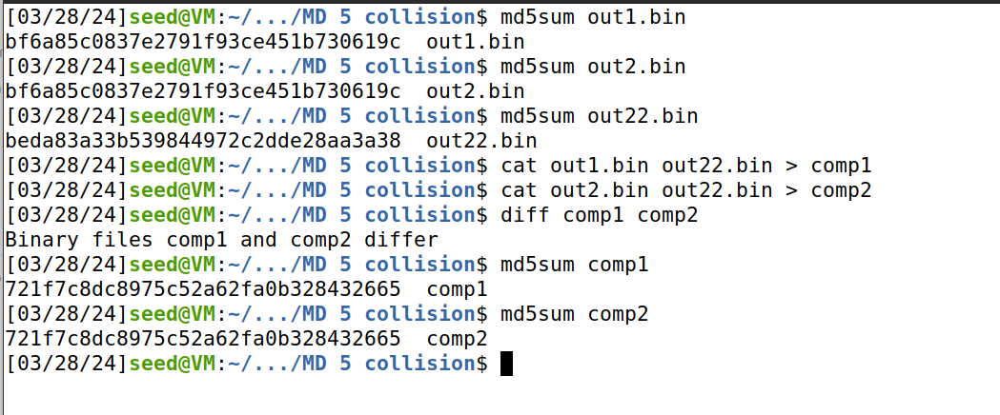 [03/28/24]seed@VM:~/.../MD 5 collision$ md5sum out1.bin
bf6a85c0837e2791f93ce451b730619c  out1.bin
[03/28/24]seed@VM:~/.../MD 5 collision$ md5sum out2.bin
bf6a85c0837e2791f93ce451b730619c  out2.bin
[03/28/24]seed@VM:~/.../MD 5 collision$ md5sum out22.bin
beda83a33b539844972c2dde28aa3a38  out22.bin
[03/28/24]seed@VM:~/.../MD 5 collision$ cat out1.bin out22.bin > comp1
[03/28/24]seed@VM:~/.../MD 5 collision$ cat out2.bin out22.bin > comp2
[03/28/24]seed@VM:~/.../MD 5 collision$ diff comp1 comp2
Binary files comp1 and comp2 differ
[03/28/24]seed@VM:~/.../MD 5 collision$ md5sum comp1
721f7c8dc8975c52a62fa0b328432665  comp1
[03/28/24]seed@VM:~/.../MD 5 collision$ md5sum comp2
721f7c8dc8975c52a62fa0b328432665  comp2
[03/28/24]seed@VM:~/.../MD 5 collision$